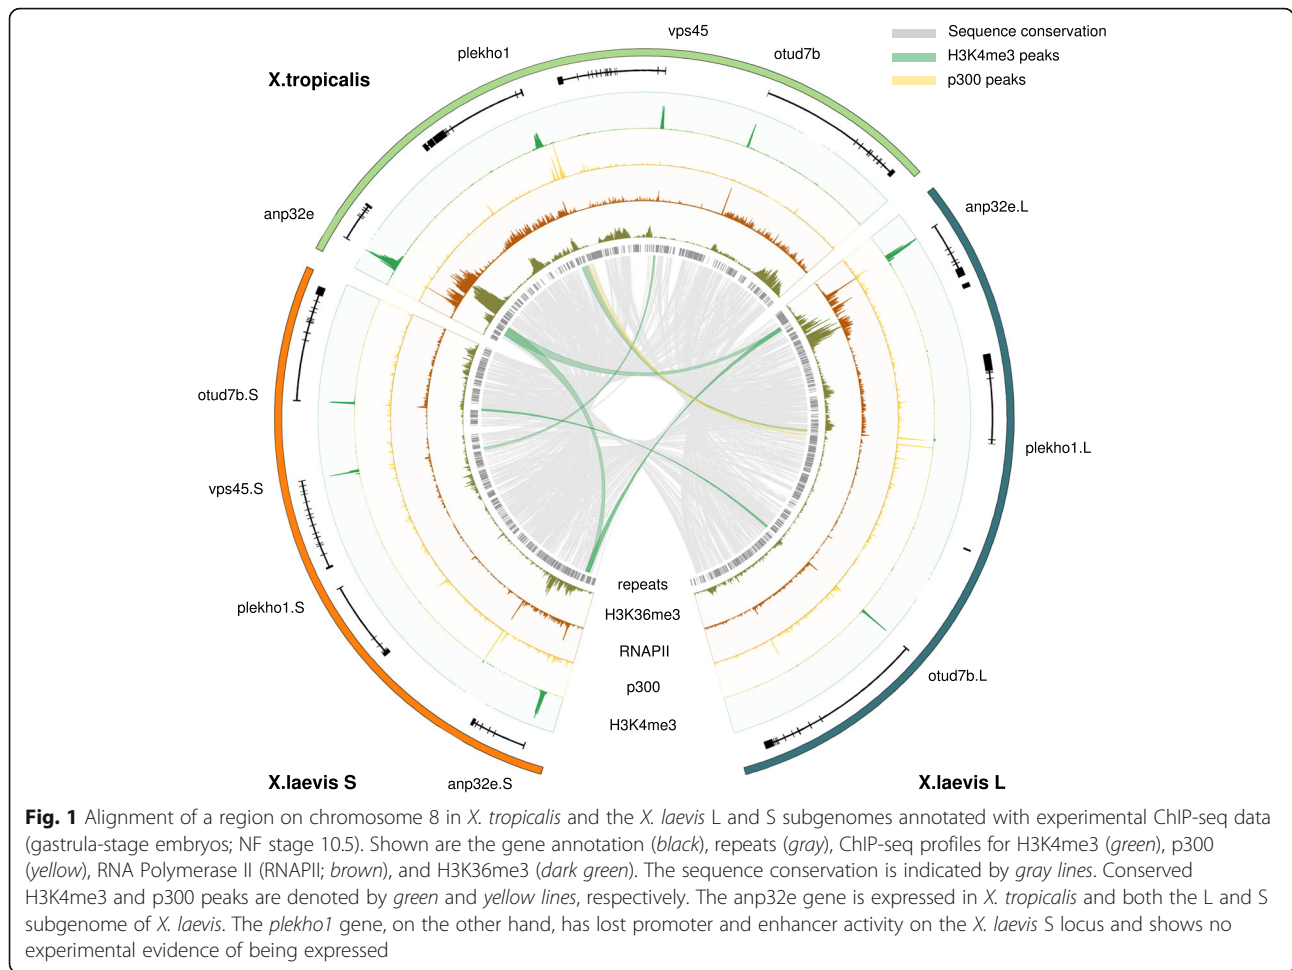 vps45
plekho1
otud7b
Sequence conservation
H3K4me3 peaks
p300 peaks
X.tropicalis
anp32e
anp32e.L
otud7b.S
plekho1.L
vps45.S
repeats
plekho1.S
H3K36me3
RNAPII
otud7b.L
p300
H3K4me3
X.laevis S
anp32e.S
X.laevis L
Fig. 1 Alignment of a region on chromosome 8 in X. tropicalis and the X. laevis L and S subgenomes annotated with experimental ChIP-seq data
(gastrula-stage embryos; NF stage 10.5). Shown are the gene annotation (black), repeats (gray), ChIP-seq profiles for H3K4me3 (green), p300
(yellow), RNA Polymerase II (RNAPII; brown), and H3K36me3 (dark green). The sequence conservation is indicated by gray lines. Conserved
H3K4me3 and p300 peaks are denoted by green and yellow lines, respectively. The anp32e gene is expressed in X. tropicalis and both the L and S
subgenome of X. laevis. The plekho1 gene, on the other hand, has lost promoter and enhancer activity on the X. laevis S locus and shows no
experimental evidence of being expressed